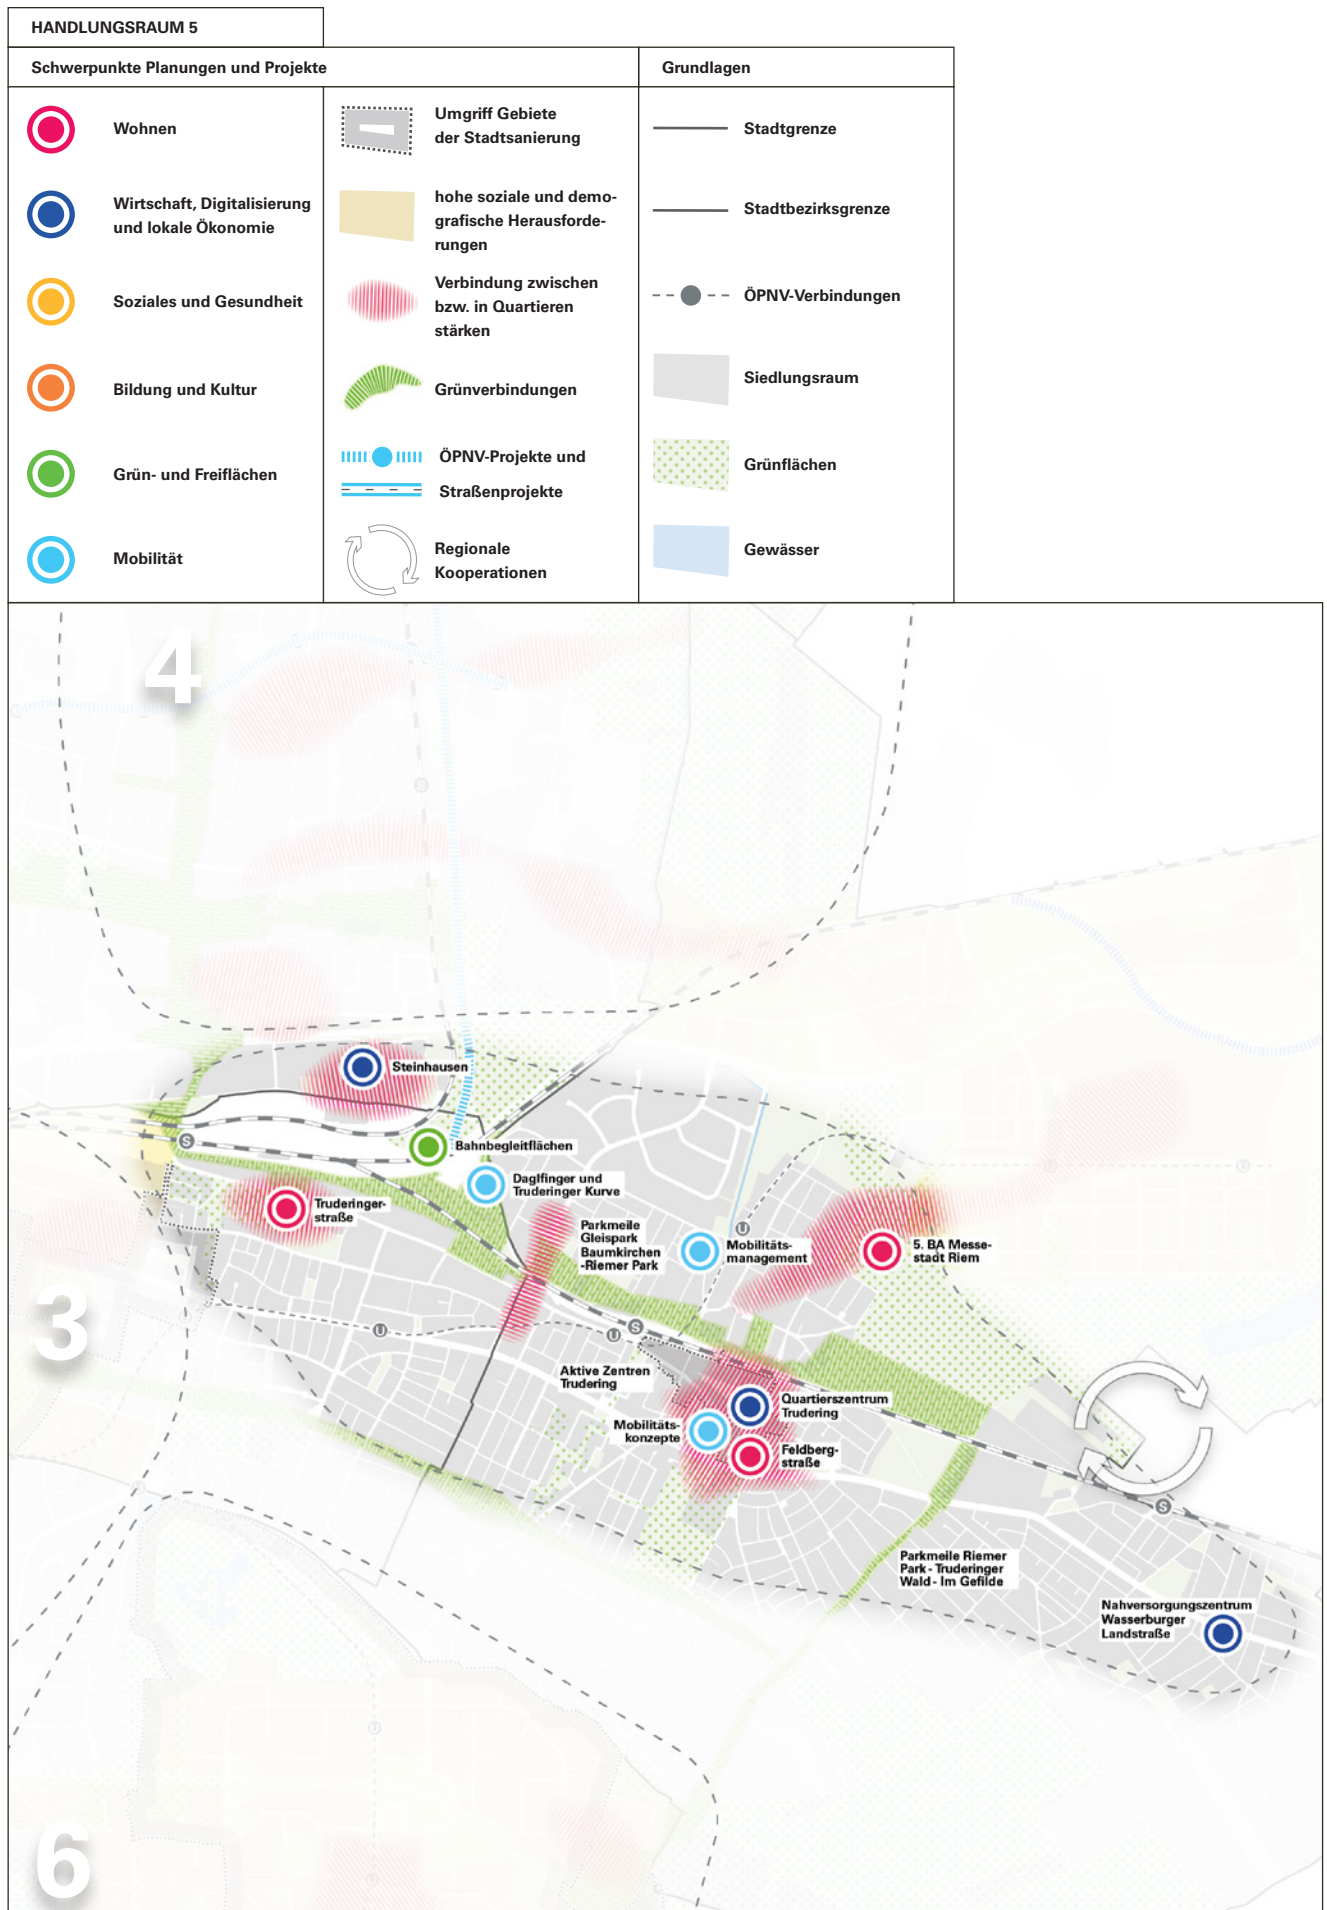 HANDLUNGSRAUM 5
Schwerpunkte Planungen und Projekte
Grundlagen
Wohnen
Wirtschaft, Digitalisierung
und lokale Ökonomie
Soziales und Gesundheit
Bildung und Kultur
Grün- und Freiflächen
Mobilität
Umgriff Gebiete
der Stadtsanierung
hohe soziale und demo-
grafische Herausforde-
rungen
Verbindung zwischen
bzw. in Quartieren
stärken
Grünverbindungen
ÖPNV-Projekte und
Straßenprojekte
Regionale
Kooperationen
Stadtgrenze
Stadtbezirksgrenze
ÖPNV-Verbindungen
Siedlungsraum
Grünflächen
Gewässer
4
S
Steinhausen
S
Bahnbegleitflächen
Daglfinger und
Truderinger Kurve
Truderinger-
straße
Parkmeile
Gleispark
Baumkirchen
-Riemer Park
U
Mobilitäts-
management
5. BA Messe-
stadt Riem
U
U
3
U
U
S
Aktive Zentren
Trudering
Quartierszentrum
Trudering
Mobilitäts-
konzepte
Feldberg-
straße
S
Parkmeile Riemer
Park - Truderinger
Wald - Im Gefilde
Nahversorgungszentrum
Wasserburger
Landstraße
U
6